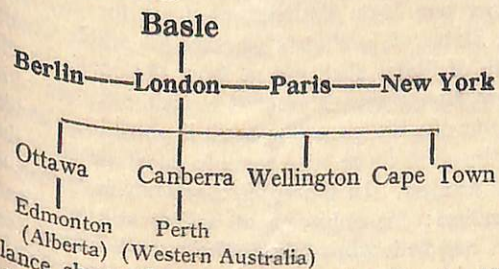 Basle
Berlin London Paris New York
Ottawa Canberra Wellington Cape Town
Edmonton Perth
(Alberta) (Western Australia)